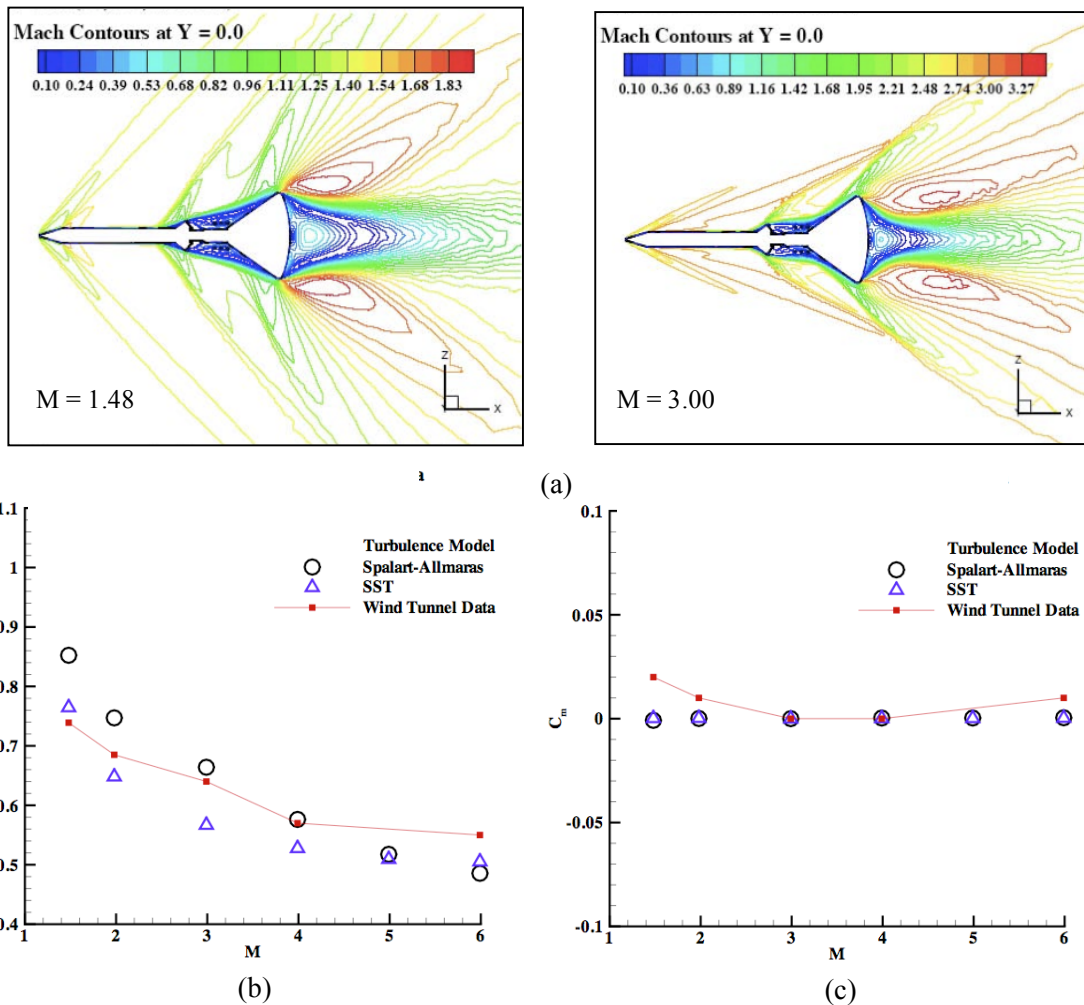 Mach Contours at Y = 0.0
0.10 0.24 0.39 0.53 0.68 0.82 0.96 1.11 1.25 1.40 1.54 1.68 1.83
Z
X
M = 1.48
Mach Contours at Y = 0.0
0.10 0.36 0.63 0.89 1.16 1.42 1.68 1.95 2.21 2.48 2.74 3.00 3.27
Z
X
M = 3.00
(a)
1.1
1
0.9
0.8
0.7
0.6
0.5
0.4
1 2 3 4 5 6
M
Turbulence Model
Spalart-Allmaras
SST
Wind Tunnel Data
(b)
0.1
0.05
0
-0.05
-0.1
C_m
1 2 3 4 5 6
M
Turbulence Model
Spalart-Allmaras
SST
Wind Tunnel Data
(c)